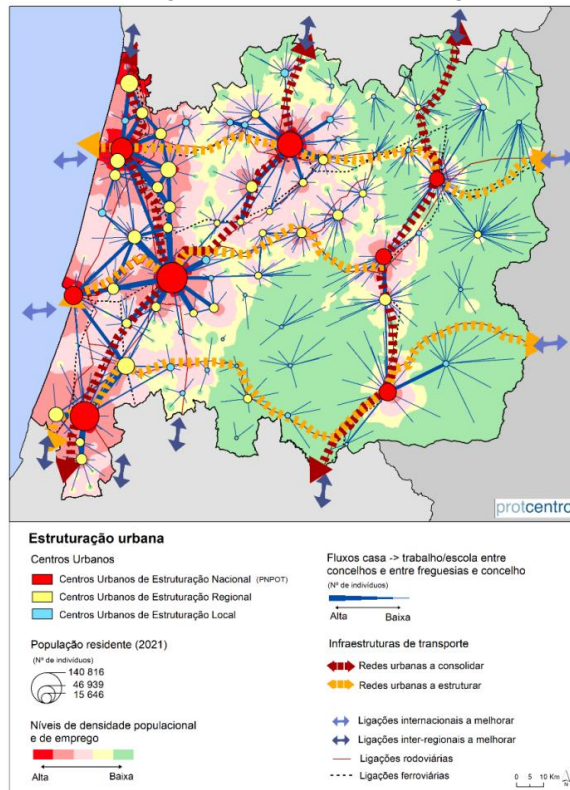 protcentro
Estruturação urbana
Centros Urbanos
Centros Urbanos de Estruturação Nacional (PNPOT)
Centros Urbanos de Estruturação Regional
Centros Urbanos de Estruturação Local
População residente (2021)
(Nº de indivíduos)
140 816
46 939
15 646
Níveis de densidade populacional
e de emprego
Alta
Baixa
Fluxos casa -> trabalho/escola entre
concelhos e entre freguesias e concelho
(Nº de indivíduos)
Alta
Baixa
Infraestruturas de transporte
Redes urbanas a consolidar
Redes urbanas a estruturar
Ligações internacionais a melhorar
Ligações inter-regionais a melhorar
Ligações rodoviárias
Ligações ferroviárias
0 5 10 Km
N